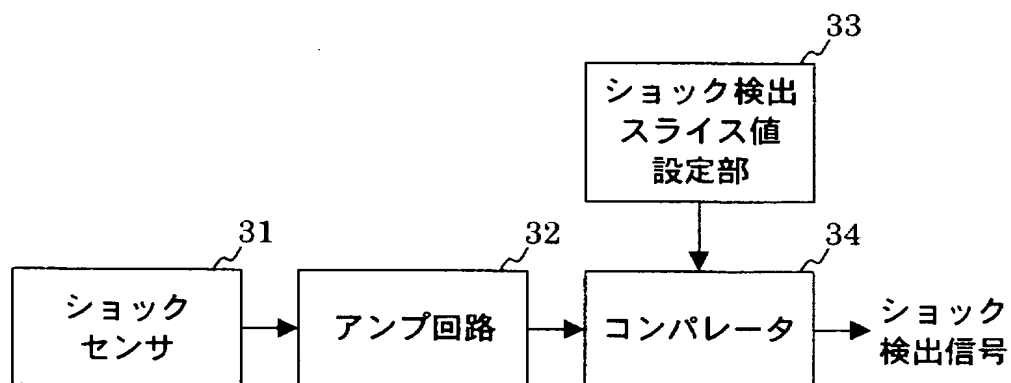 33
ショック検出
スライス値
設定部
31
32
34
ショック
センサ
アンプ回路
コンパレータ
ショック
検出信号